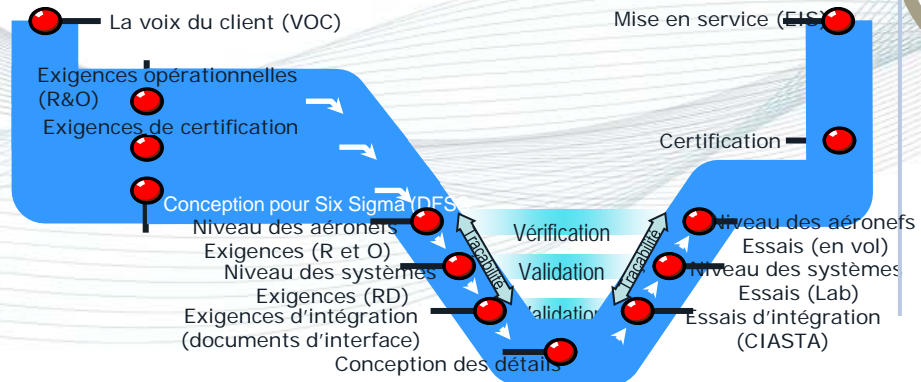 La voix du client (VOC)
Mise en service (EIS)
Exigences opérationnelles
(R&O)
Exigences de certification
Certification
Conception pour Six Sigma (DFSS
Niveau des aéronefs
Exigences (R et O)
Niveau des systèmes
Exigences (RD)
Exigences d'intégration
(documents d'interface)
Conception des détails
Traçabilité
Vérification
Validation
Validation
Traçabilité
Niveau des aéronefs
Essais (en vol)
Niveau des systèmes
Essais (Lab)
Essais d'intégration
(CIASTA)